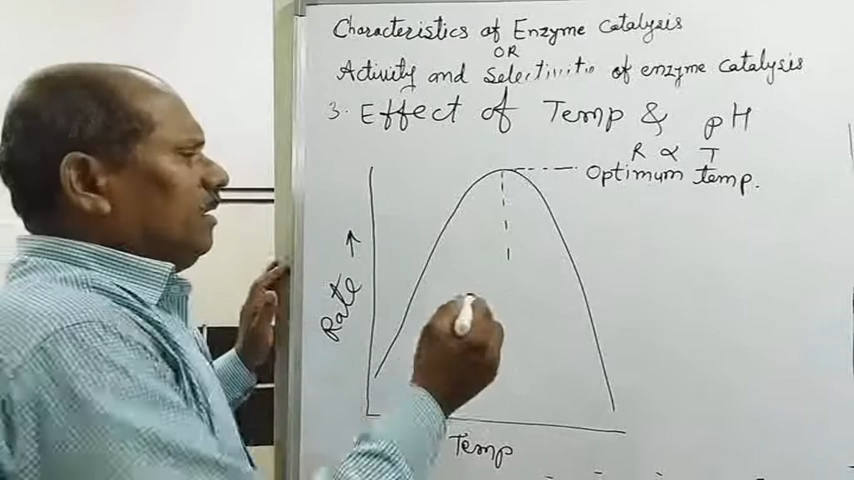 Characteristics of Enzyme Catalysis
OR
Activity and Selectivity of enzyme catalysis
3. Effect of Temp & pH
R ∝ T
Optimum temp.
Rate →
Temp